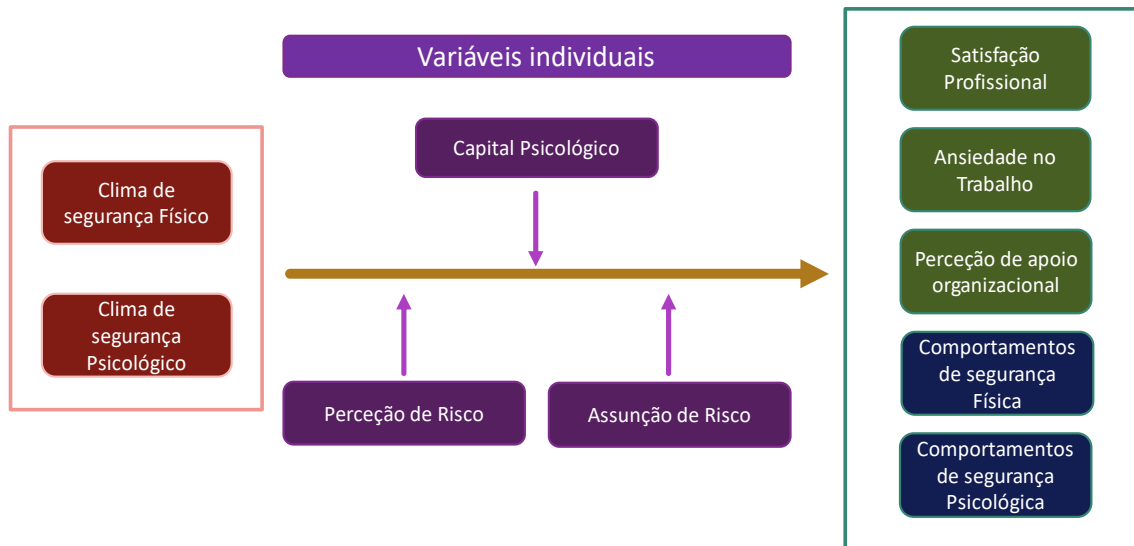 Variáveis individuais
Clima de
segurança Físico
Clima de
segurança
Psicológico
Capital Psicológico
Perceção de Risco
Assunção de Risco
Satisfação
Profissional
Ansiedade no
Trabalho
Perceção de apoio
organizacional
Comportamentos
de segurança
Física
Comportamentos
de segurança
Psicológica